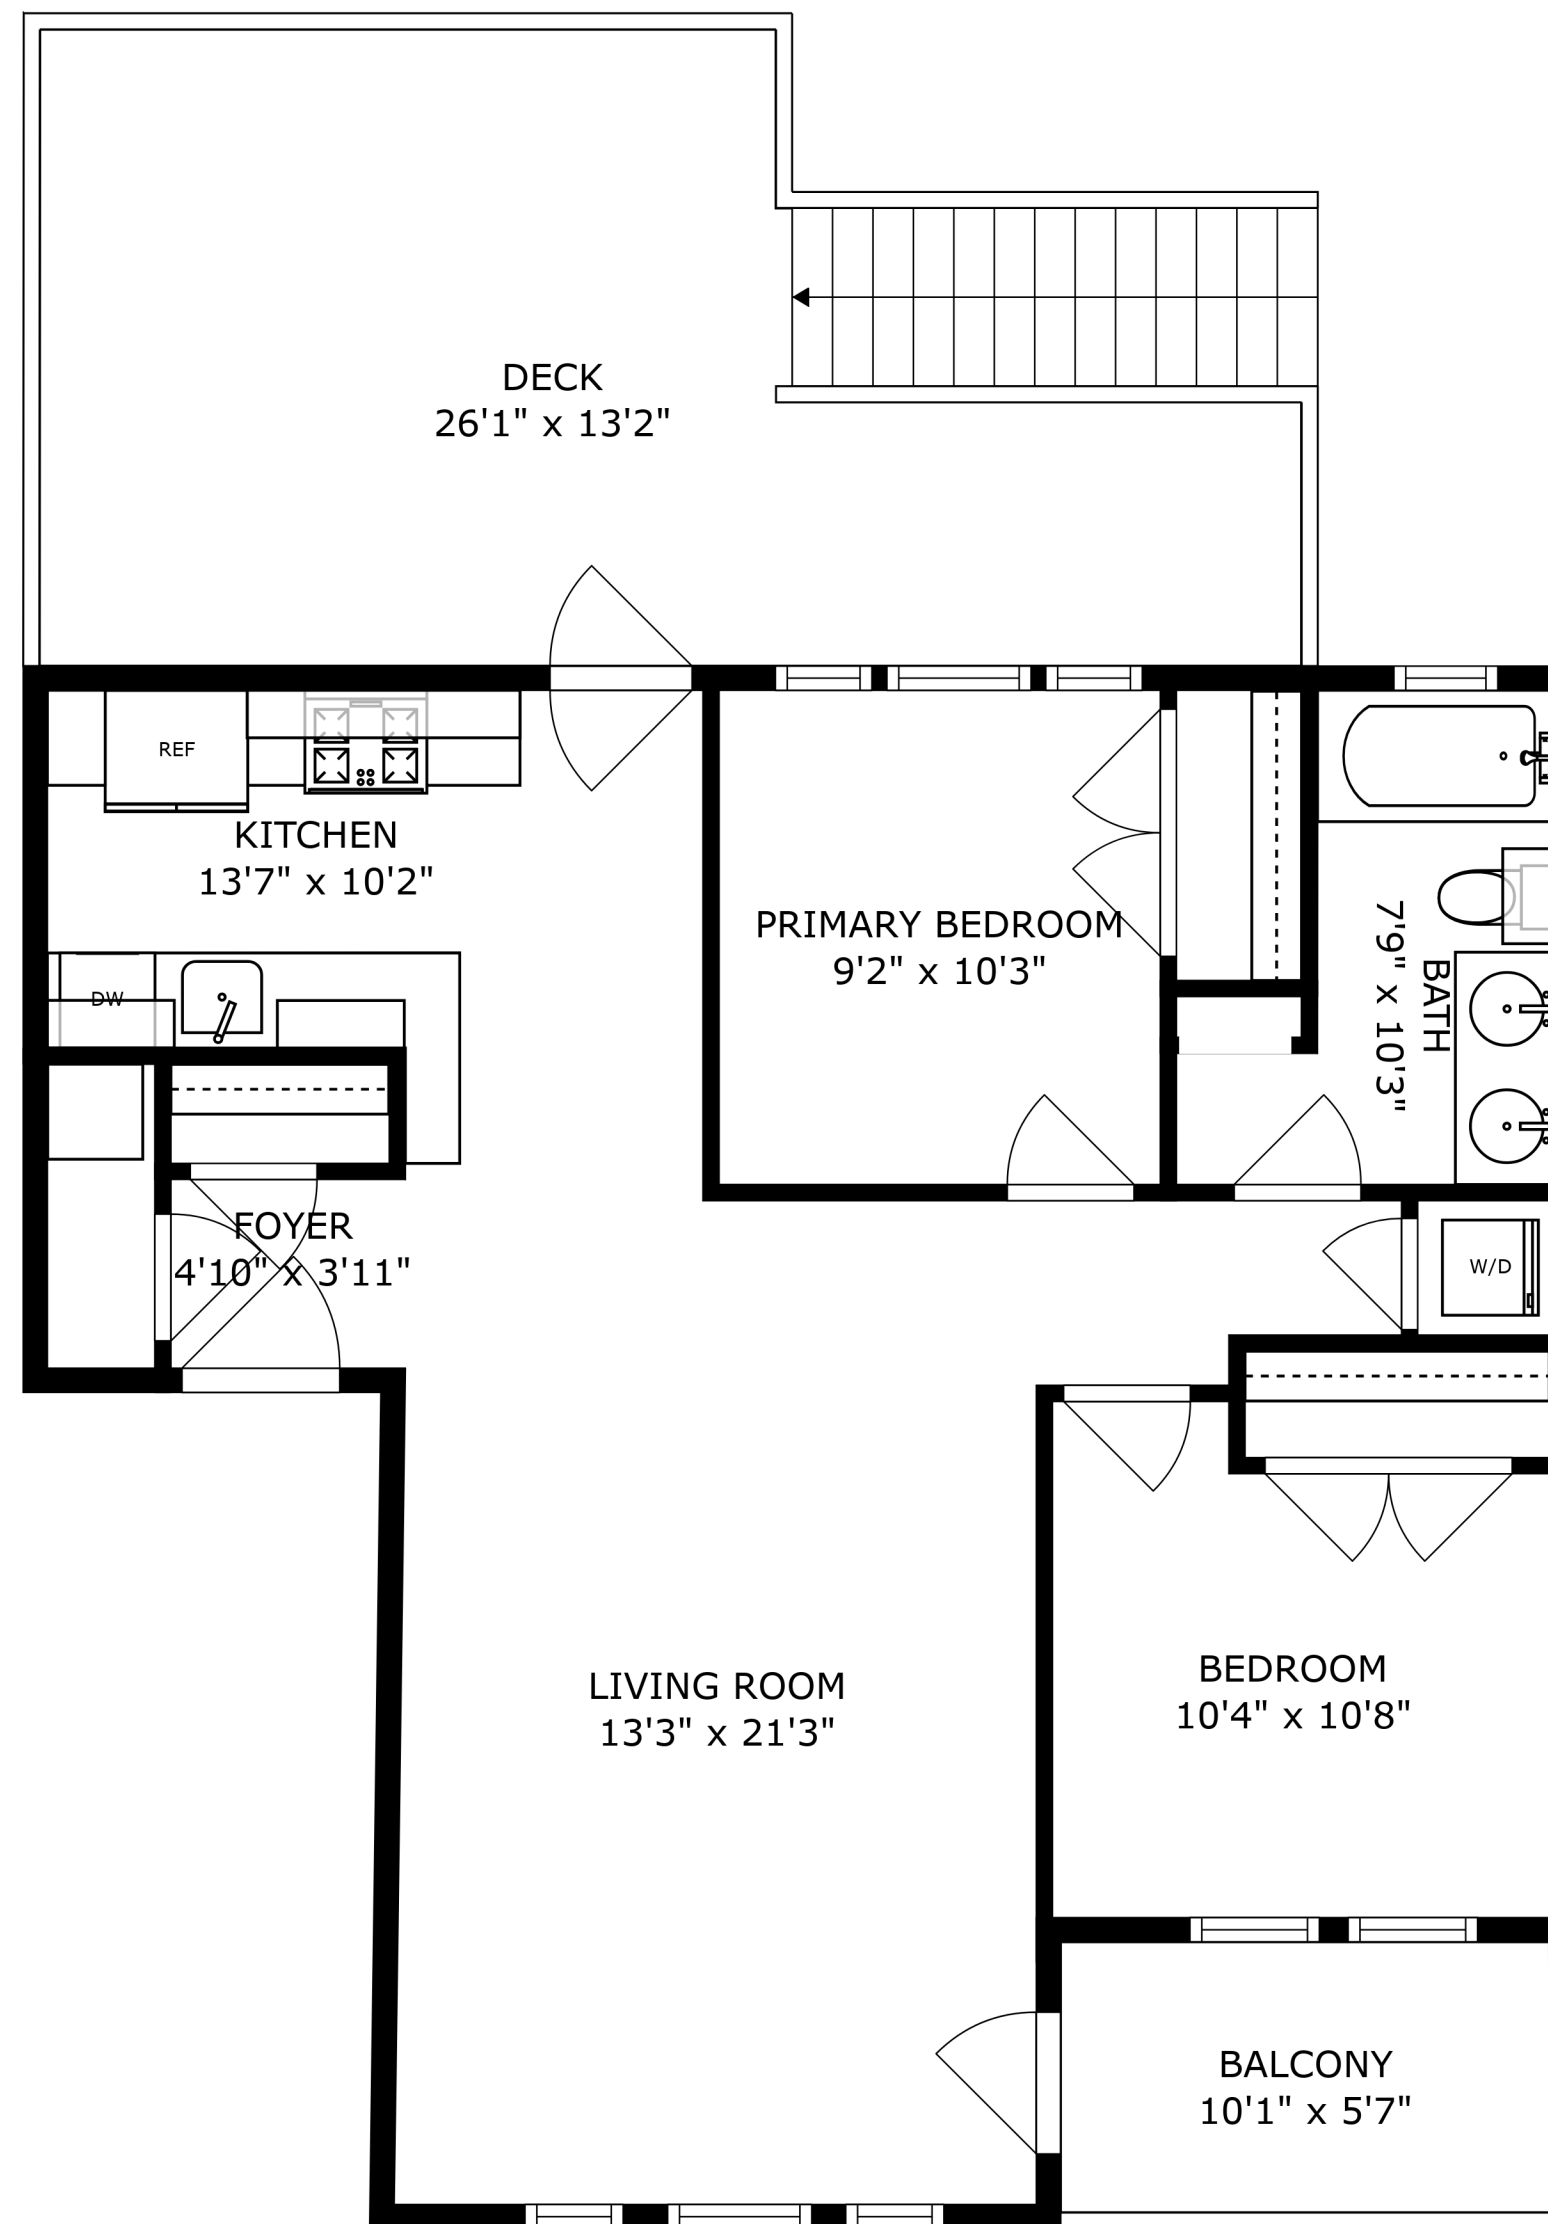 DECK
26'1" x 13'2"
REF
KITCHEN
13'7" x 10'2"
PRIMARY BEDROOM
9'2" x 10'3"
BATH
7'9" x 10'3"
DW
FOYER
4'10" x 3'11"
W/D
LIVING ROOM
13'3" x 21'3"
BEDROOM
10'4" x 10'8"
BALCONY
10'1" x 5'7"